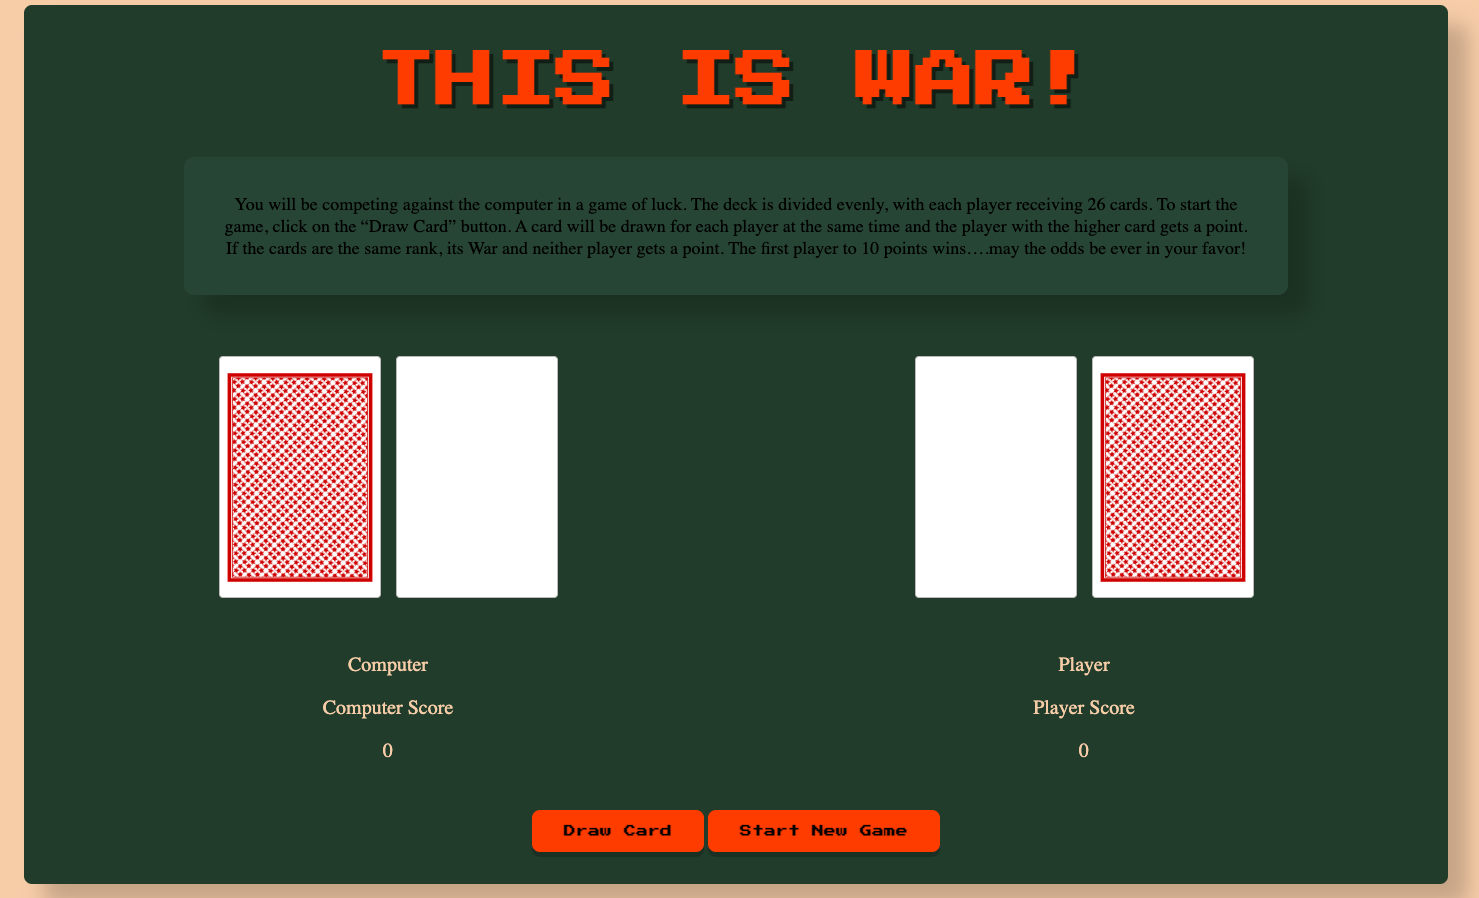 THIS IS WAR!
You will be competing against the computer in a game of luck. The deck is divided evenly, with each player receiving 26 cards. To start the
game, click on the “Draw Card” button. A card will be drawn for each player at the same time and the player with the higher card gets a point.
If the cards are the same rank, its War and neither player gets a point. The first player to 10 points wins….may the odds be ever in your favor!
Computer
Computer Score
0
Player
Player Score
0
Draw Card
Start New Game